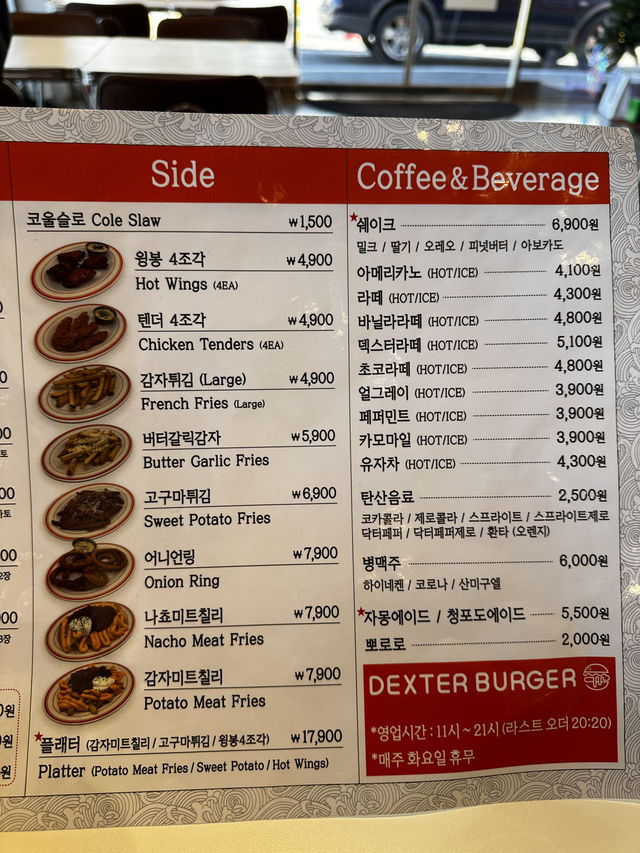 Side
코울슬로 Cole Slaw ₩1,500
윙봉 4조각 ₩4,900
Hot Wings (4EA)
텐더 4조각 ₩4,900
Chicken Tenders (4EA)
감자튀김 (Large) ₩4,900
French Fries (Large)
버터갈릭감자 ₩5,900
Butter Garlic Fries
고구마튀김 ₩6,900
Sweet Potato Fries
어니언링 ₩7,900
Onion Ring
나쵸미트칠리 ₩7,900
Nacho Meat Fries
감자미트칠리 ₩7,900
Potato Meat Fries
★플래터 (감자미트칠리/고구마튀김/윙봉4조각) ₩17,900
Platter (Potato Meat Fries/Sweet Potato/Hot Wings)
Coffee&Beverage
★쉐이크 6,900원
밀크 / 딸기 / 오레오 / 피넛버터 / 아보카도
아메리카노 (HOT/ICE) 4,100원
라떼 (HOT/ICE) 4,300원
바닐라라떼 (HOT/ICE) 4,800원
덱스터라떼 (HOT/ICE) 5,100원
초코라떼 (HOT/ICE) 4,800원
얼그레이 (HOT/ICE) 3,900원
페퍼민트 (HOT/ICE) 3,900원
카모마일 (HOT/ICE) 3,900원
유자차 (HOT/ICE) 4,300원
탄산음료 2,500원
코카콜라 / 제로콜라 / 스프라이트 / 스프라이트제로
닥터페퍼 / 닥터페퍼제로 / 환타 (오렌지)
병맥주 6,000원
하이네켄 / 코로나 / 산미구엘
★자몽에이드 / 청포도에이드 5,500원
뽀로로 2,000원
DEXTER BURGER
*영업시간 : 11시 ~ 21시 (라스트 오더 20:20)
*매주 화요일 휴무